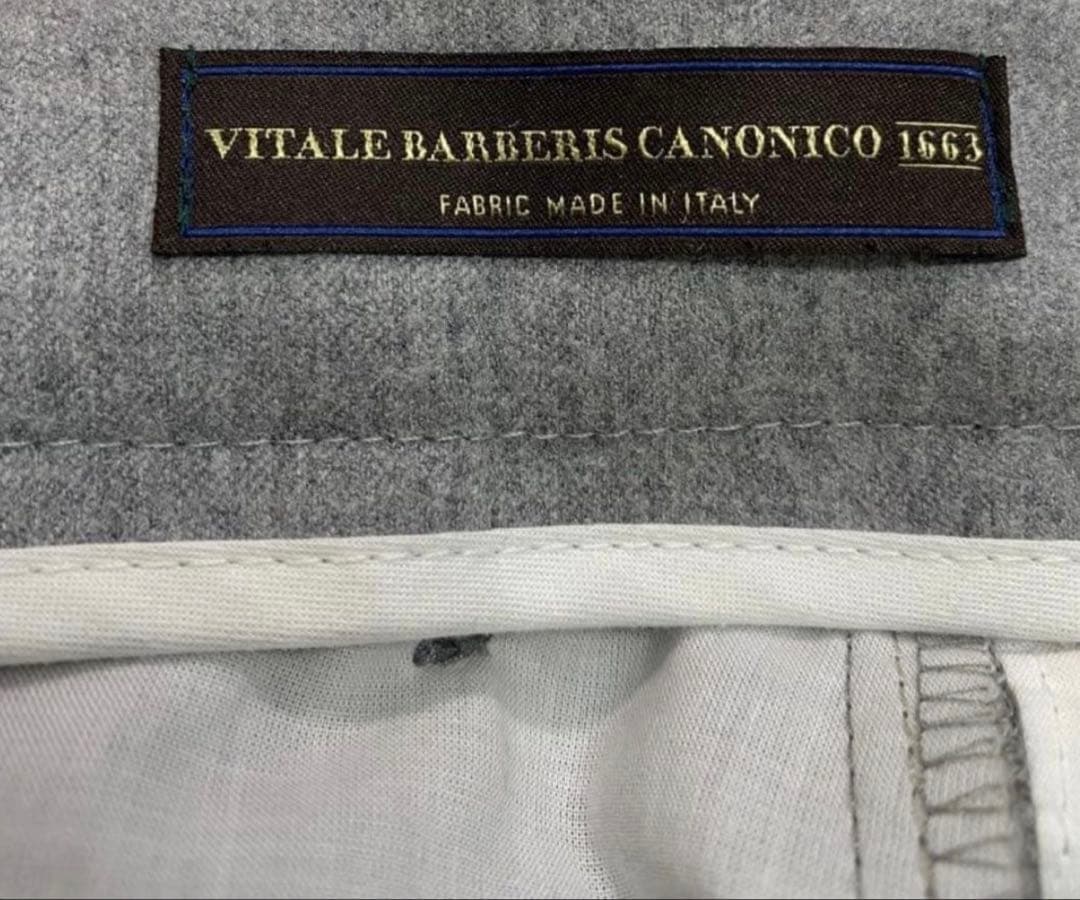 VITALE BARBERIS CANONICO 1663
FABRIC MADE IN ITALY